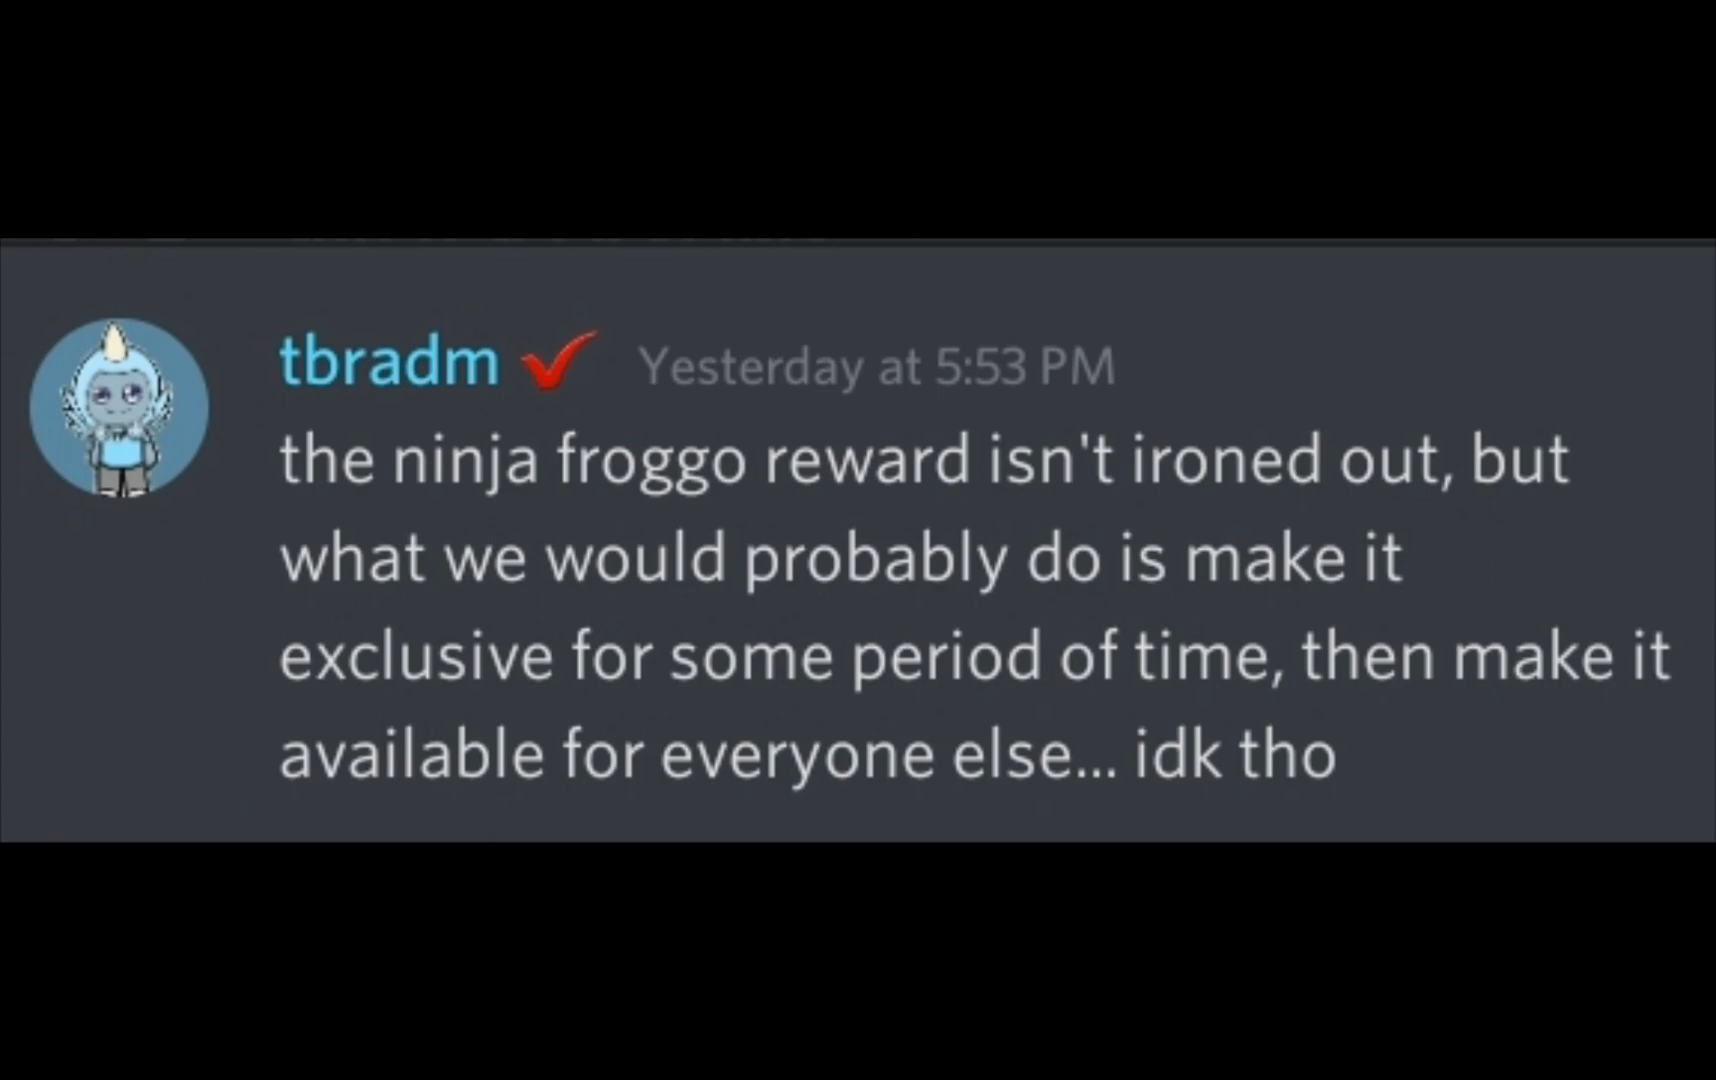 tbradm Yesterday at 5:53 PM
the ninja froggo reward isn't ironed out, but
what we would probably do is make it
exclusive for some period of time, then make it
available for everyone else... idk tho